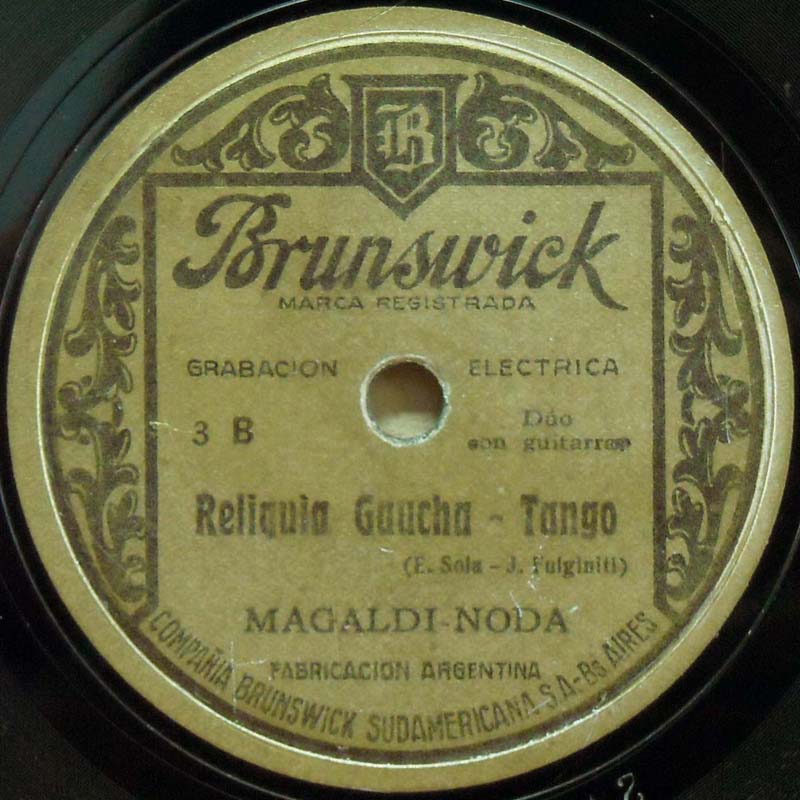 B
Brunswick
MARCA REGISTRADA
GRABACION ELECTRICA
3 B
Dúo
con guitarras
Reliquia Gaucha - Tango
(E. Sola - J. Fulginiti)
MAGALDI-NODA
FABRICACION ARGENTINA
COMPAÑIA BRUNSWICK SUDAMERICANA S.A-Bs AIRES
2